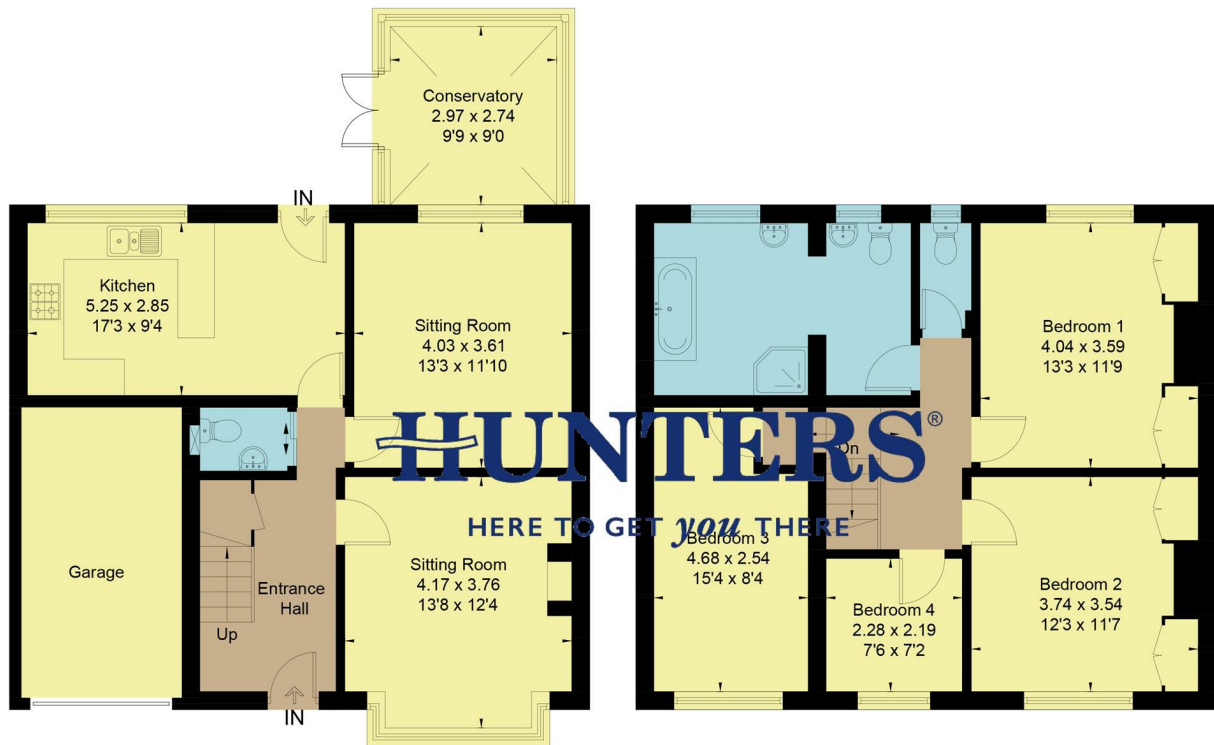 Conservatory
2.97 x 2.74
9'9 x 9'0
IN
Kitchen
5.25 x 2.85
17'3 x 9'4
Sitting Room
4.03 x 3.61
13'3 x 11'10
Garage
Up
Entrance
Hall
Sitting Room
4.17 x 3.76
13'8 x 12'4
IN
Bedroom 1
4.04 x 3.59
13'3 x 11'9
Dn
Bedroom 3
4.68 x 2.54
15'4 x 8'4
Bedroom 4
2.28 x 2.19
7'6 x 7'2
Bedroom 2
3.74 x 3.54
12'3 x 11'7
HUNTERS®
HERE TO GET you THERE